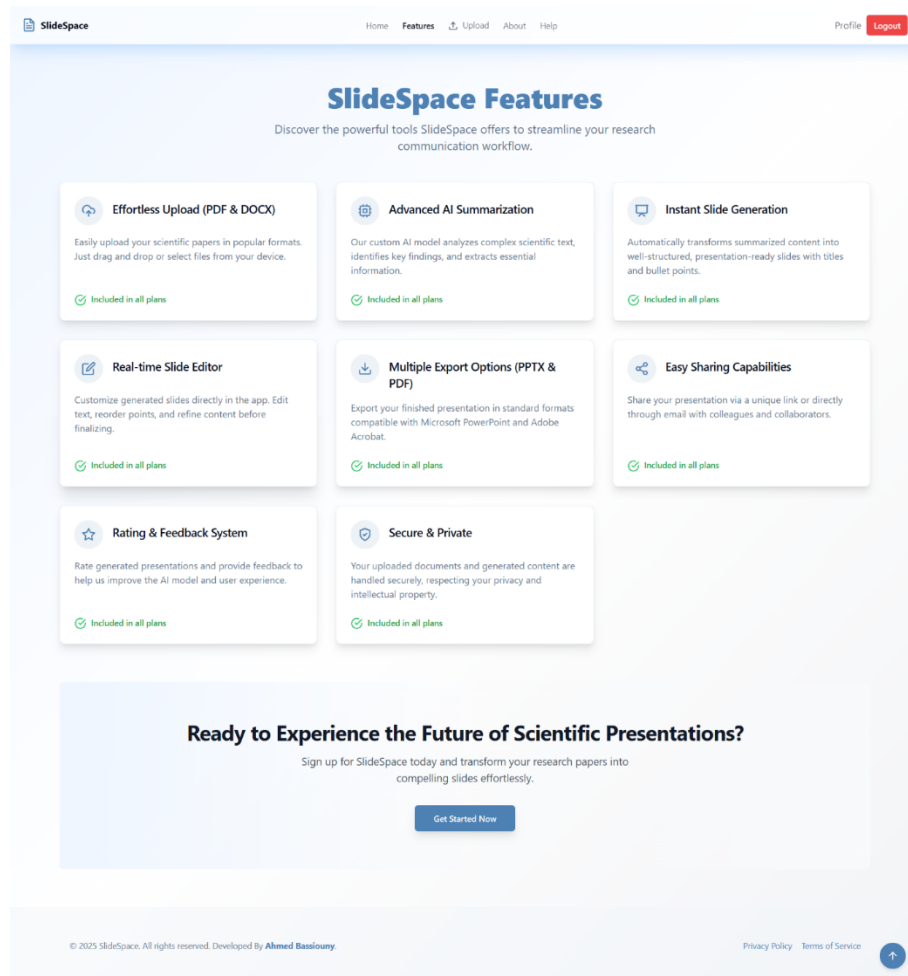 SlideSpace
Home Features Upload About Help
Profile Logout
SlideSpace Features
Discover the powerful tools SlideSpace offers to streamline your research
communication workflow.
Effortless Upload (PDF & DOCX)
Easily upload your scientific papers in popular formats.
Just drag and drop or select files from your device.
Included in all plans
Advanced AI Summarization
Our custom AI model analyzes complex scientific text,
identifies key findings, and extracts essential
information.
Included in all plans
Instant Slide Generation
Automatically transforms summarized content into
well-structured, presentation-ready slides with titles
and bullet points.
Included in all plans
Real-time Slide Editor
Customize generated slides directly in the app. Edit
text, reorder points, and refine content before
finalizing.
Included in all plans
Multiple Export Options (PPTX &
PDF)
Export your finished presentation in standard formats
compatible with Microsoft PowerPoint and Adobe
Acrobat.
Included in all plans
Easy Sharing Capabilities
Share your presentation via a unique link or directly
through email with colleagues and collaborators.
Included in all plans
Rating & Feedback System
Rate generated presentations and provide feedback to
help us improve the AI model and user experience.
Included in all plans
Secure & Private
Your uploaded documents and generated content are
handled securely, respecting your privacy and
intellectual property.
Included in all plans
Ready to Experience the Future of Scientific Presentations?
Sign up for SlideSpace today and transform your research papers into
compelling slides effortlessly.
Get Started Now
© 2025 SlideSpace. All rights reserved. Developed By Ahmed Bassiouny.
Privacy Policy Terms of Service